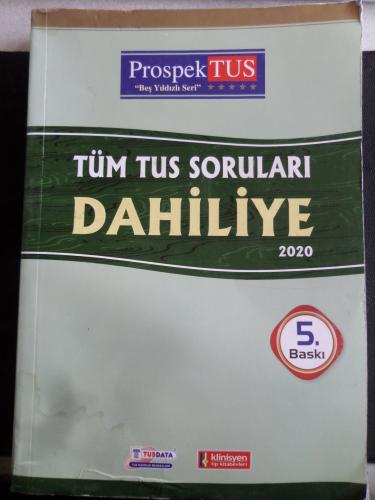 ProspekTUS
"Beş Yıldızlı Seri"
TÜM TUS SORULARI
DAHİLİYE
2020
5.
Baskı
TUSDATA
klinisyen
tıp kitabevleri